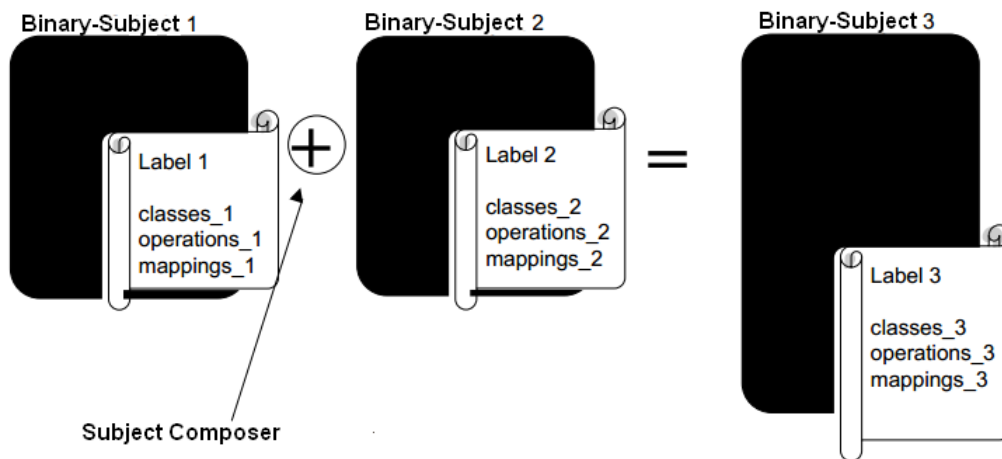 Binary-Subject 1
Label 1
classes_1
operations_1
mappings_1
Binary-Subject 2
Label 2
classes_2
operations_2
mappings_2
=
Binary-Subject 3
Label 3
classes_3
operations_3
mappings_3
Subject Composer